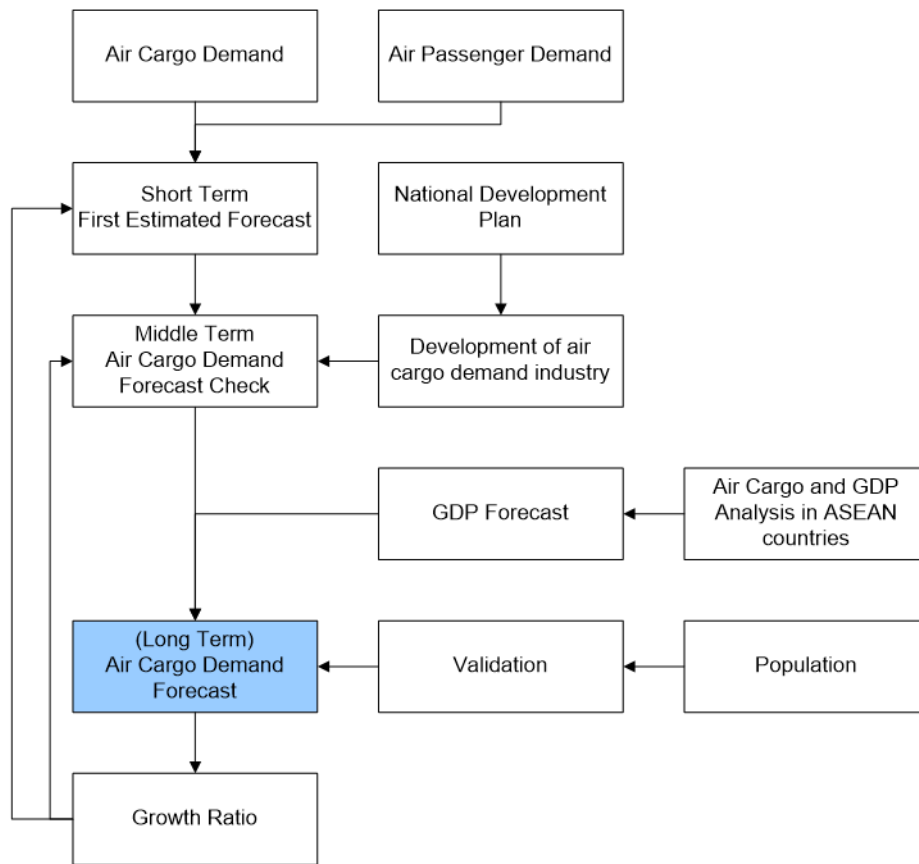 Air Cargo Demand
Air Passenger Demand
Short Term
First Estimated Forecast
National Development
Plan
Middle Term
Air Cargo Demand
Forecast Check
Development of air
cargo demand industry
GDP Forecast
Air Cargo and GDP
Analysis in ASEAN
countries
(Long Term)
Air Cargo Demand
Forecast
Validation
Population
Growth Ratio